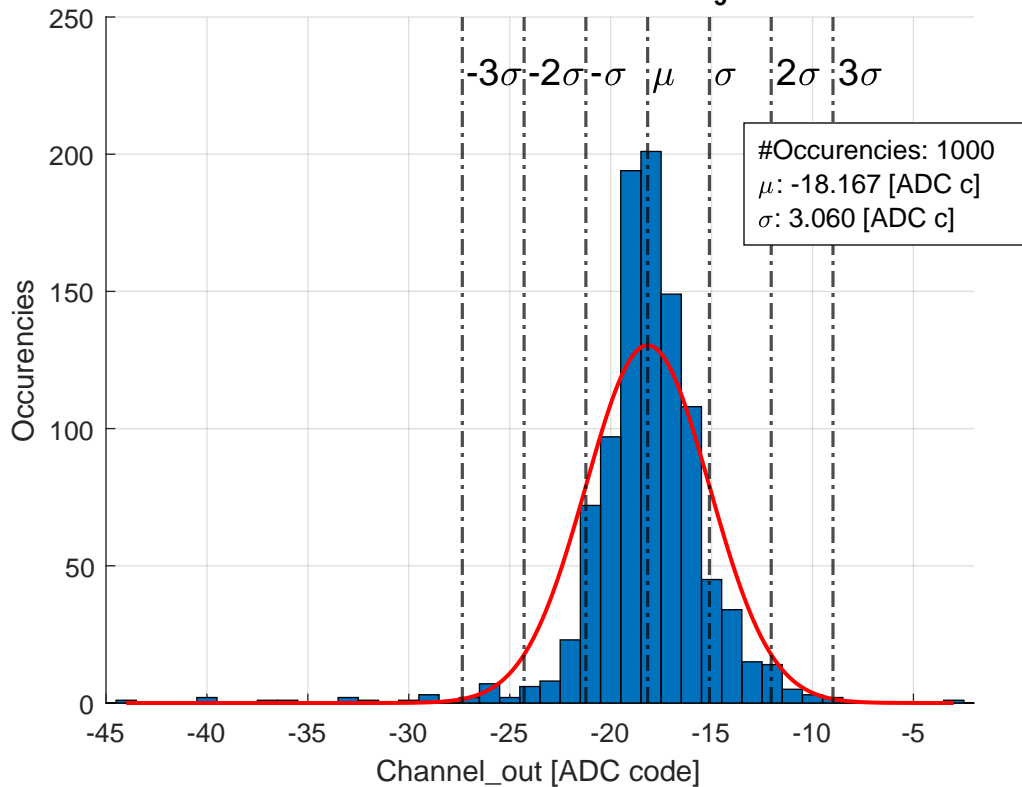 250
200
150
100
50
0
-3σ -2σ -σ μ σ 2σ 3σ
#Occurencies: 1000
μ: -18.167 [ADC c]
σ: 3.060 [ADC c]
Occurencies
-45 -40 -35 -30 -25 -20 -15 -10 -5
Channel_out [ADC code]